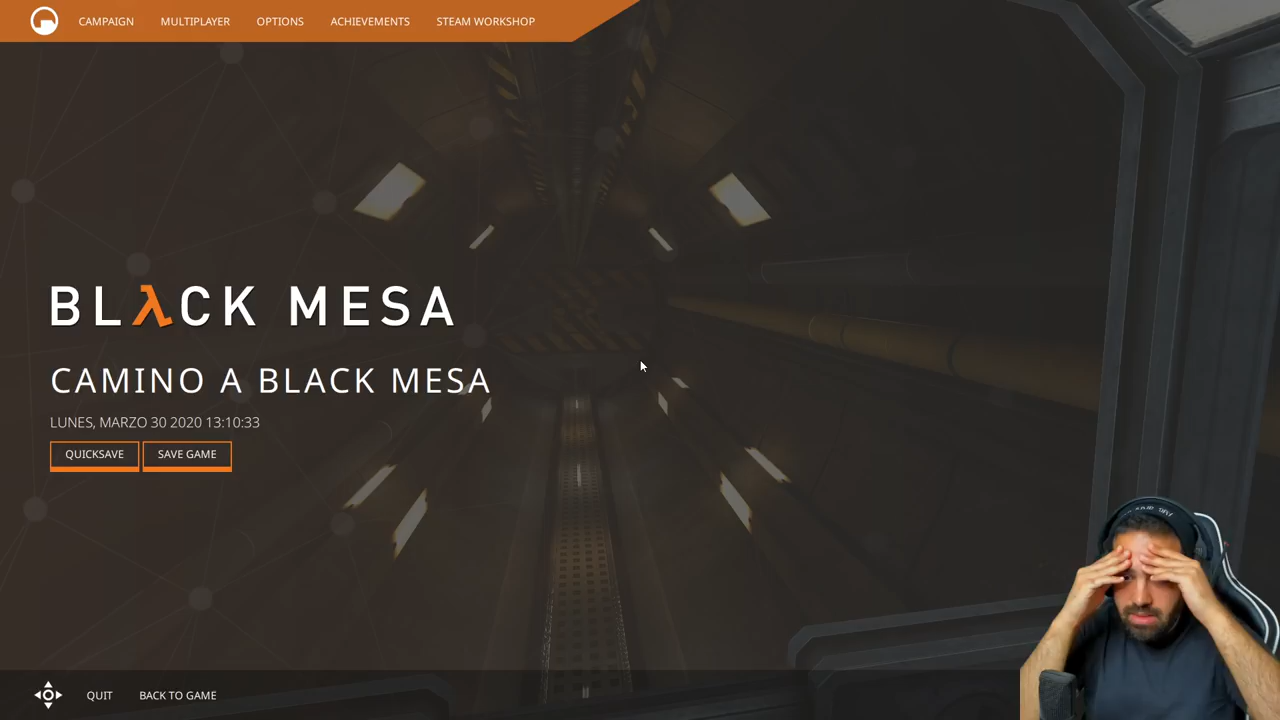 CAMPAIGN MULTIPLAYER OPTIONS ACHIEVEMENTS STEAM WORKSHOP
BLλCK MESA
CAMINO A BLACK MESA
LUNES, MARZO 30 2020 13:10:33
QUICKSAVE SAVE GAME
QUIT BACK TO GAME